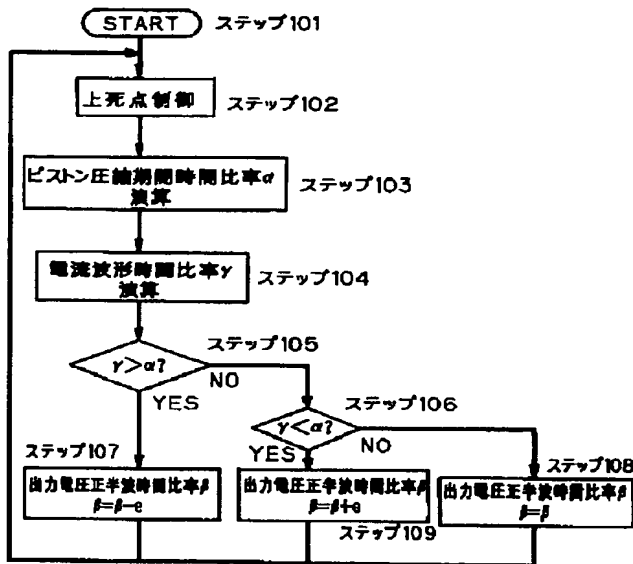 START
ステップ101
上死点制御
ステップ102
ピストン圧縮期間時間比率α
演算
ステップ103
電流波形時間比率γ
演算
ステップ104
γ>α?
ステップ105
NO
YES
γ<α?
ステップ106
YES
NO
ステップ107
出力電圧正半波時間比率β
β=β-e
出力電圧正半波時間比率β
β=β+e
ステップ109
ステップ108
出力電圧正半波時間比率β
β=β